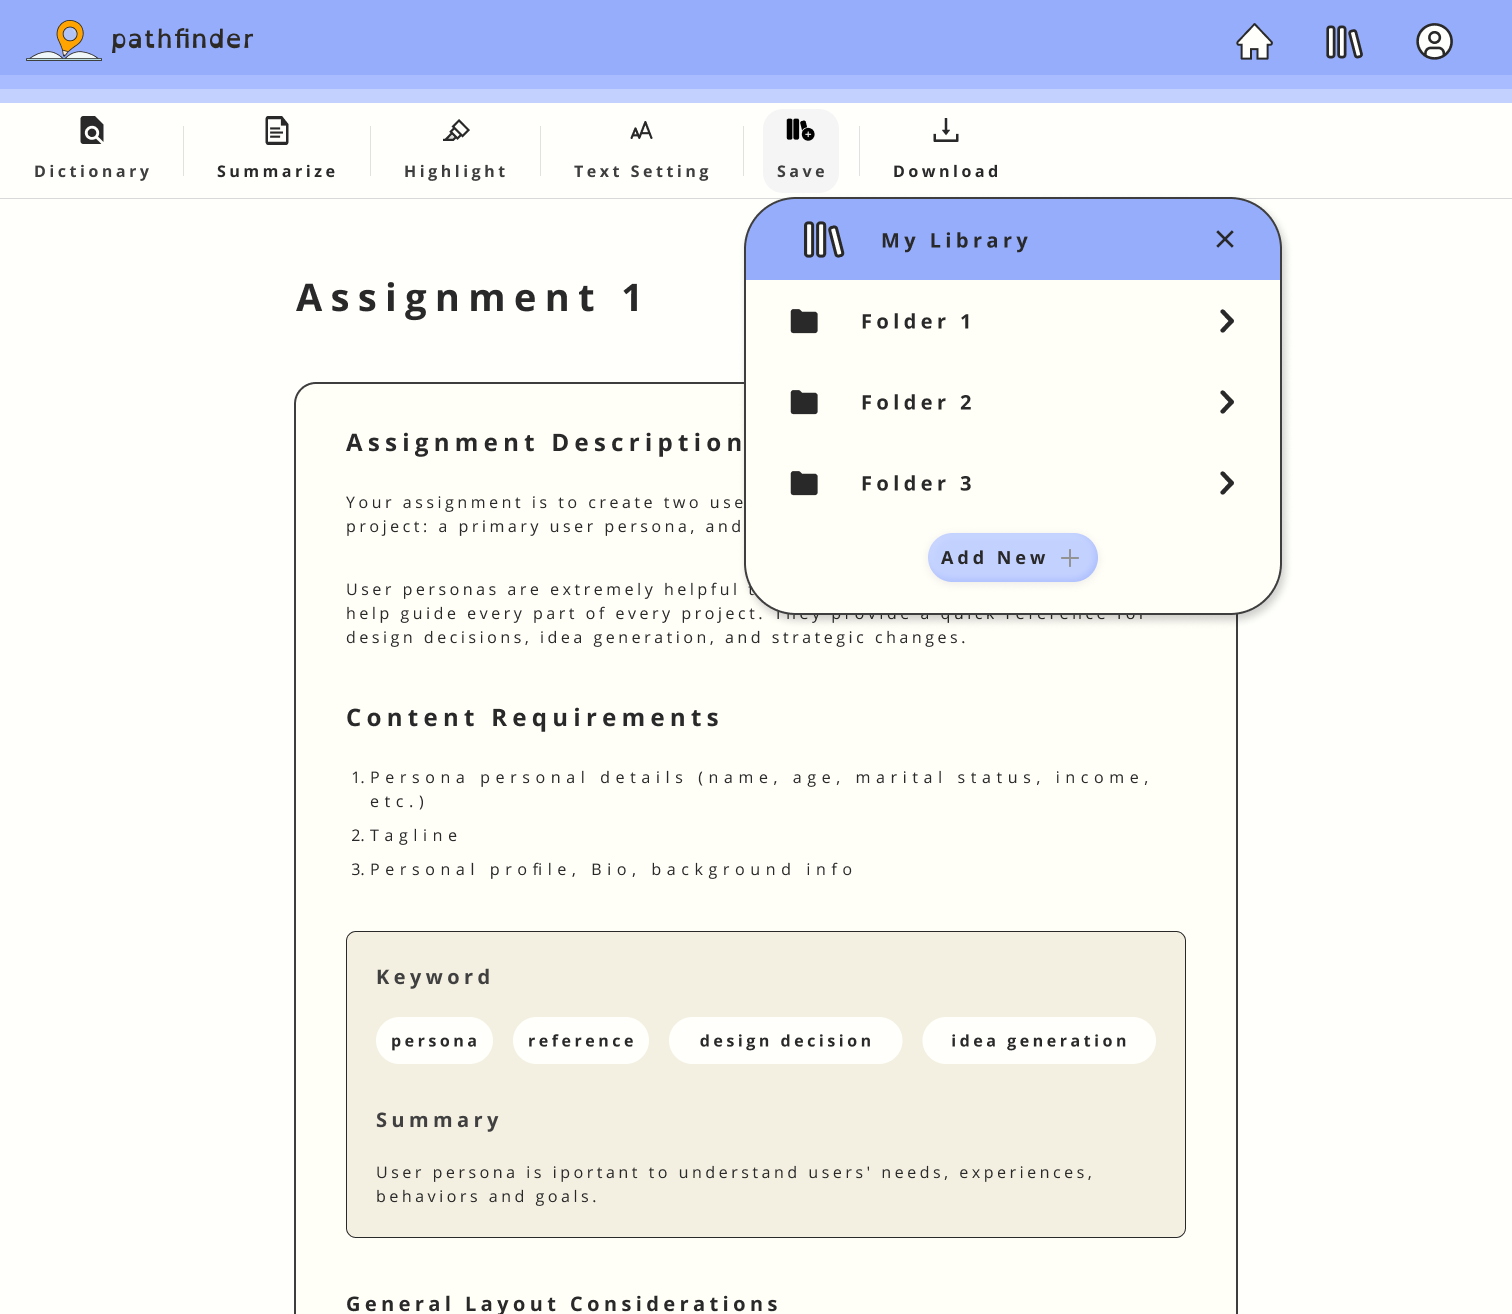 pathfinder
Dictionary
Summarize
Highlight
Text Setting
Save
Download
My Library
Folder 1
Folder 2
Folder 3
Add New
Assignment 1
Assignment Description
Your assignment is to create two use
project: a primary user persona, and
User personas are extremely helpful
help guide every part of every project. They provide a quick reference for
design decisions, idea generation, and strategic changes.
Content Requirements
1. Persona personal details (name, age, marital status, income,
etc.)
2. Tagline
3. Personal profile, Bio, background info
Keyword
persona
reference
design decision
idea generation
Summary
User persona is iportant to understand users' needs, experiences,
behaviors and goals.
General Layout Considerations